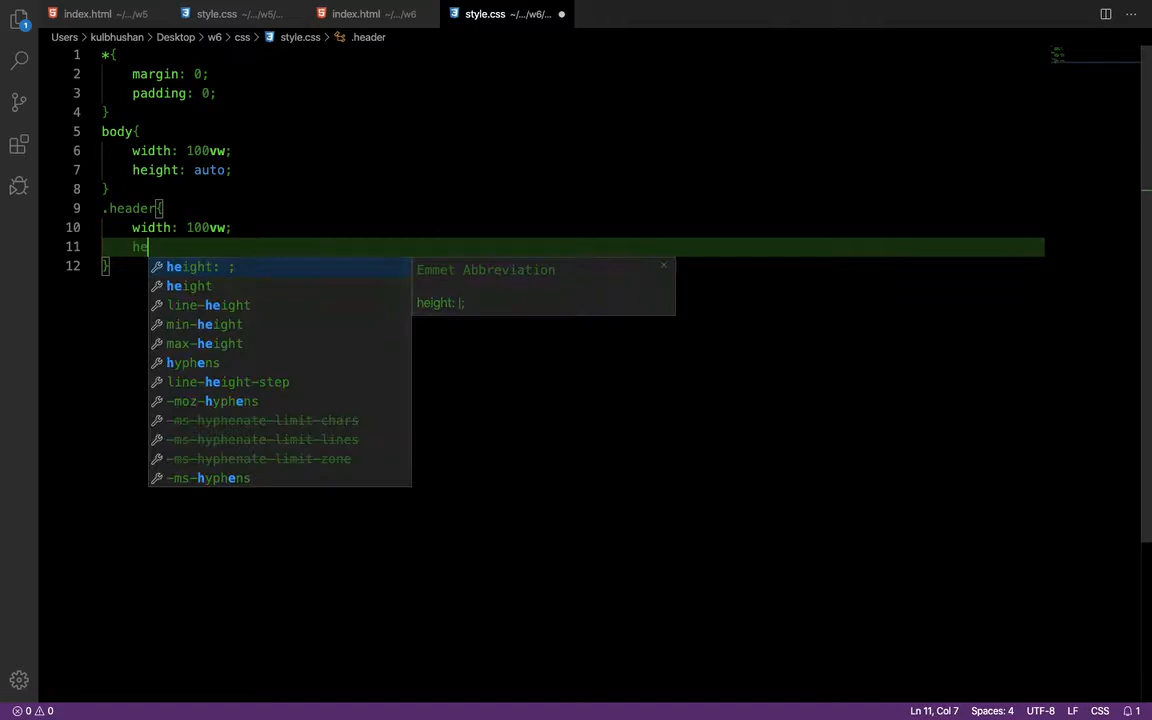 index.html ~/.../w5 style.css ~/.../w5/... index.html ~/.../w6 style.css ~/.../w6/...
Users > kulbhushan > Desktop > w6 > css > style.css > .header
1 *{
2 margin: 0;
3 padding: 0;
4 }
5 body{
6 width: 100vw;
7 height: auto;
8 }
9 .header{
10 width: 100vw;
11 he
12 }
height: ;
height
line-height
min-height
max-height
hyphens
line-height-step
-moz-hyphens
-ms-hyphenate-limit-chars
-ms-hyphenate-limit-lines
-ms-hyphenate-limit-zone
-ms-hyphens
Emmet Abbreviation
height: |;
1
0 0 Ln 11, Col 7 Spaces: 4 UTF-8 LF CSS 1